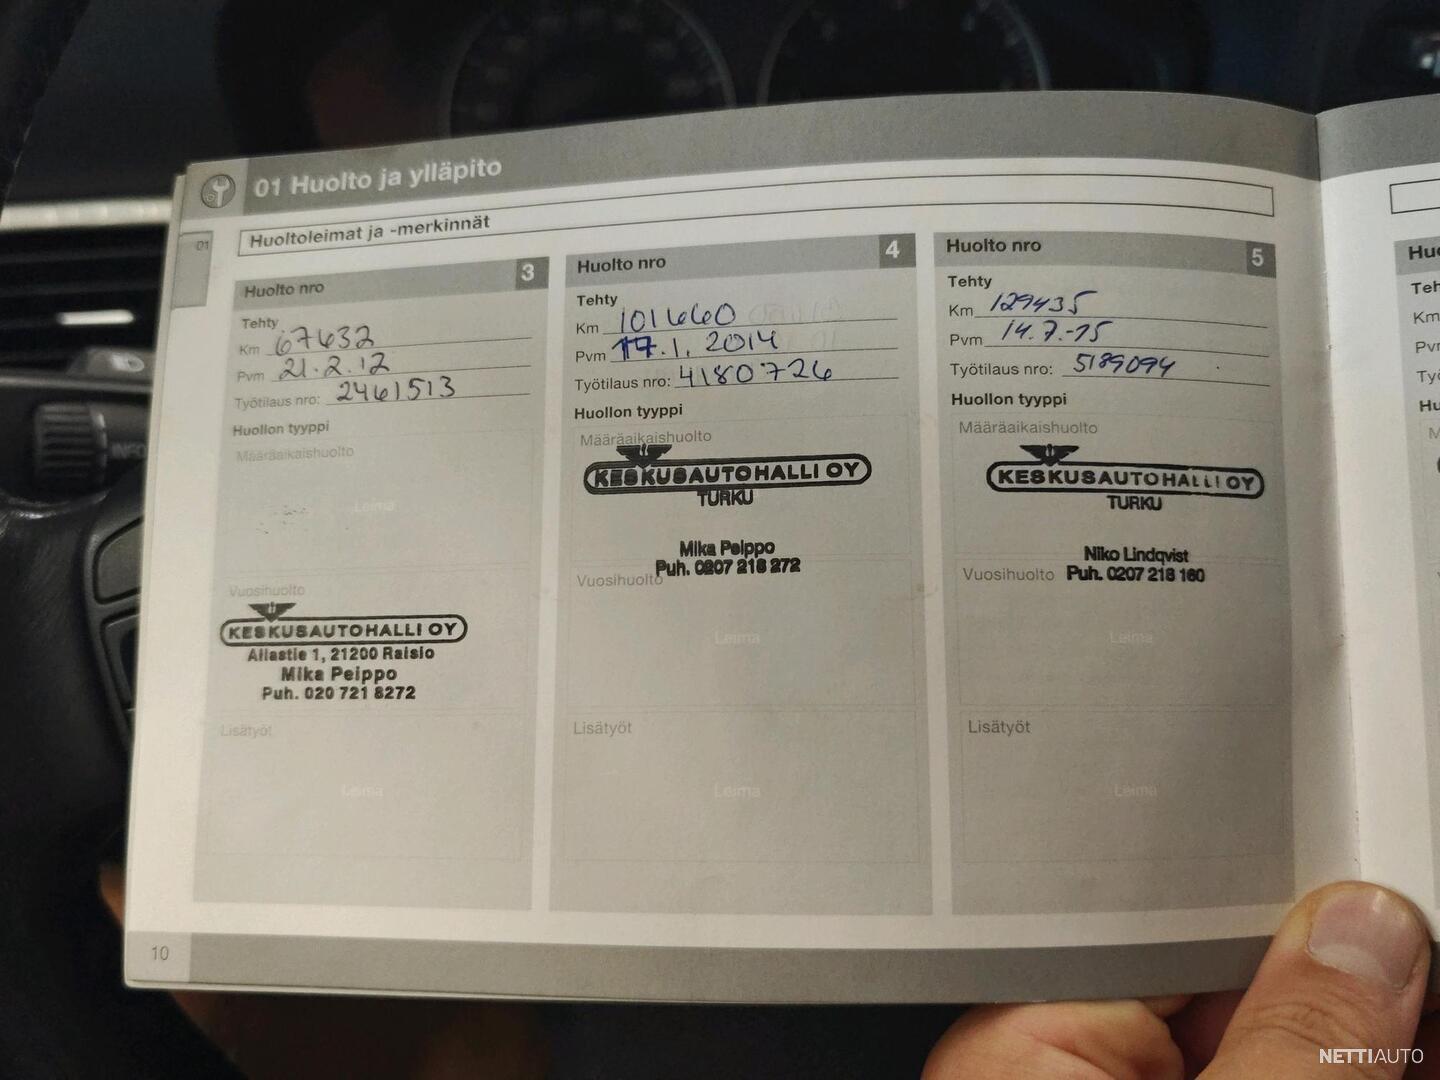 01 Huolto ja ylläpito
01
Huoltoleimat ja -merkinnät
Huolto nro 3
Tehty
Km 67632
Pvm 21.2.12
Työtilaus nro: 2461513
Huollon tyyppi
Määräaikaishuolto
Leima
Vuosihuolto
KESKUSAUTOHALLI OY
Allastie 1, 21200 Raisio
Mika Peippo
Puh. 020 721 8272
Lisätyöt
Leima
Huolto nro 4
Tehty
Km 101660
Pvm 17.1.2014
Työtilaus nro: 4180726
Huollon tyyppi
Määräaikaishuolto
KESKUSAUTOHALLI OY
TURKU
Mika Peippo
Puh. 0207 218 272
Vuosihuolto
Leima
Lisätyöt
Leima
Huolto nro 5
Tehty
Km 129435
Pvm 14.7.-15
Työtilaus nro: 5189094
Huollon tyyppi
Määräaikaishuolto
KESKUSAUTOHALLI OY
TURKU
Niko Lindqvist
Vuosihuolto Puh. 0207 218 160
Leima
Lisätyöt
Leima
10
INFO
NETTIAUTO